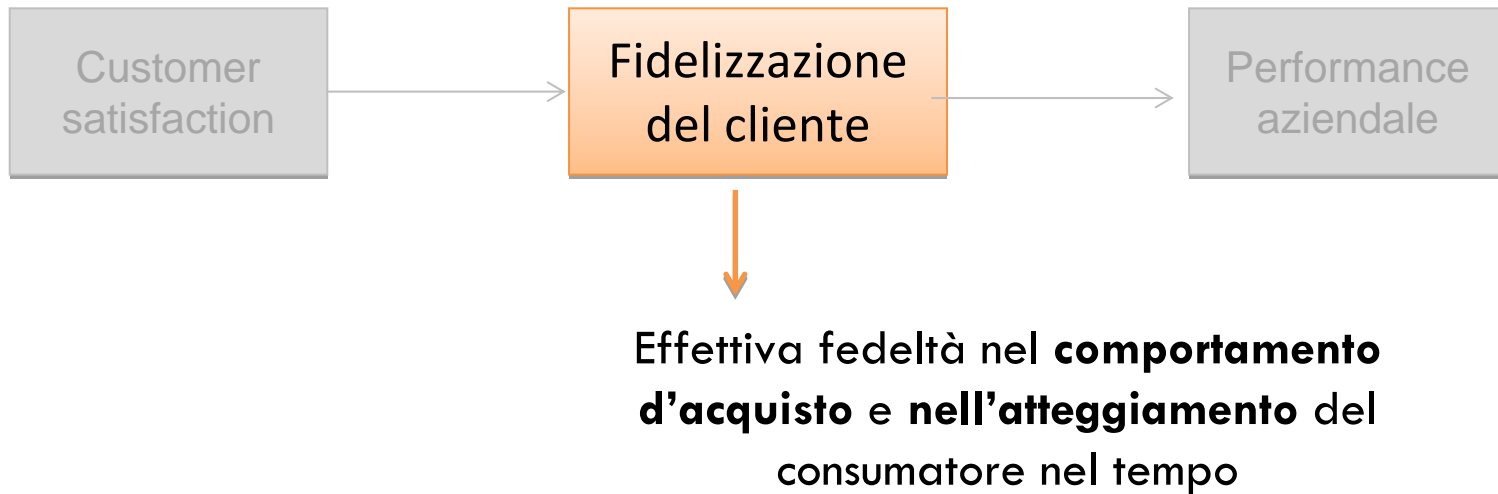 Customer
satisfaction
Fidelizzazione
del cliente
Performance
aziendale
Effettiva fedeltà nel comportamento
d'acquisto e nell'atteggiamento del
consumatore nel tempo